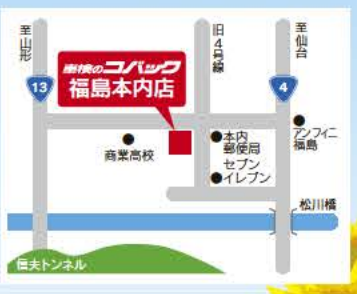 至山形
旧4号線
至仙台
13
車検のコバック
福島本内店
4
商業高校
本内
郵便局
セブン
イレブン
アンフィニ
福島
松川橋
信夫トンネル